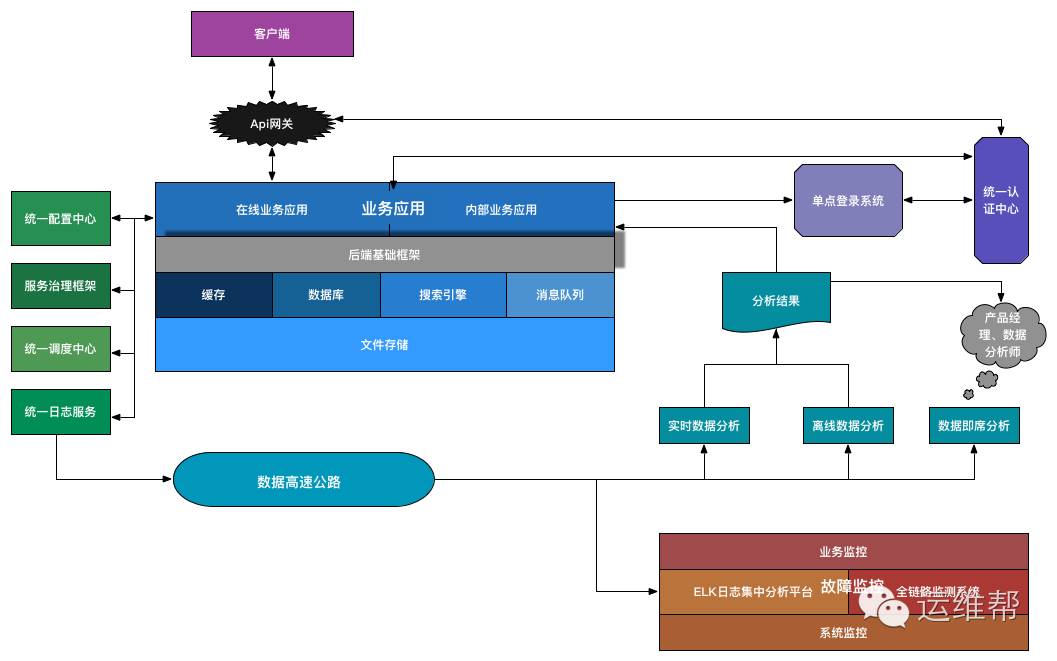 客户端
Api网关
统一配置中心
服务治理框架
统一调度中心
统一日志服务
在线业务应用
业务应用
内部业务应用
后端基础框架
缓存
数据库
搜索引擎
消息队列
文件存储
单点登录系统
统一认
证中心
分析结果
产品经
理、数据
分析师
实时数据分析
离线数据分析
数据即席分析
数据高速公路
业务监控
ELK日志集中分析平台
故障监控
全链路监测系统
系统监控
运维帮